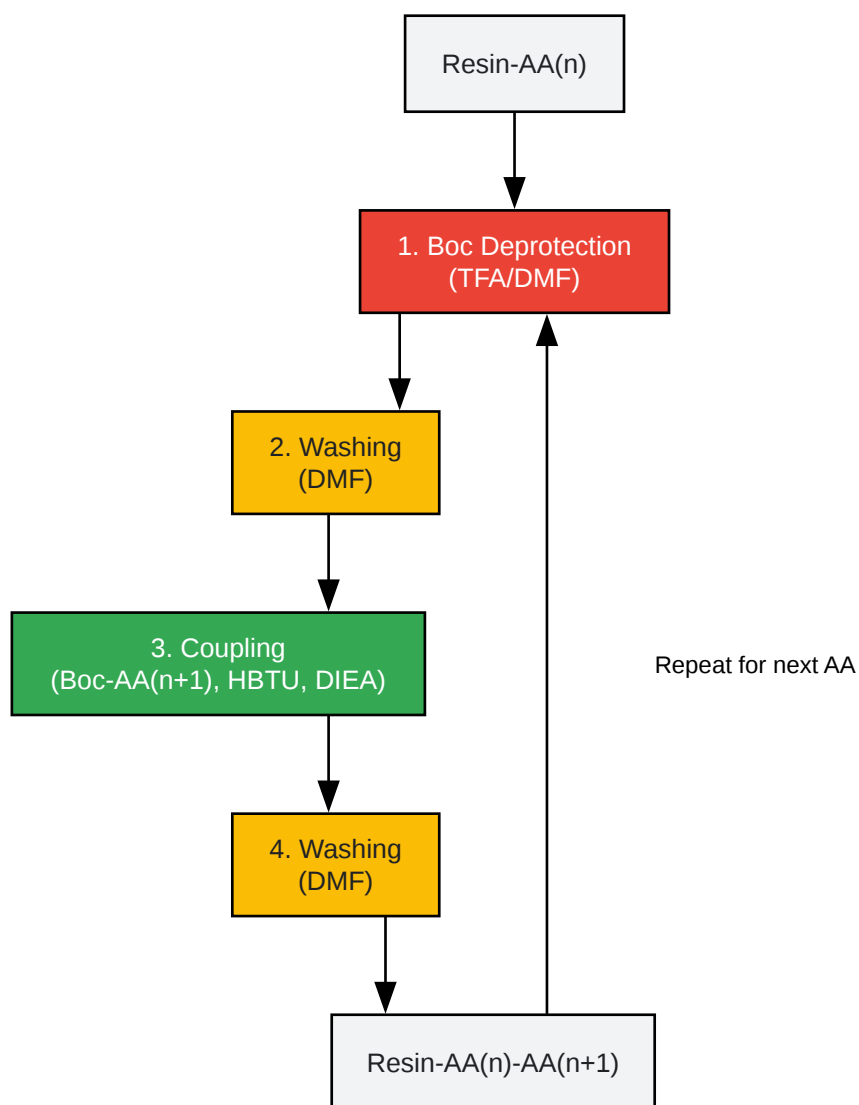 Resin-AA(n)
1. Boc Deprotection
(TFA/DMF)
2. Washing
(DMF)
3. Coupling
(Boc-AA(n+1), HBTU, DIEA)
Repeat for next AA
4. Washing
(DMF)
Resin-AA(n)-AA(n+1)